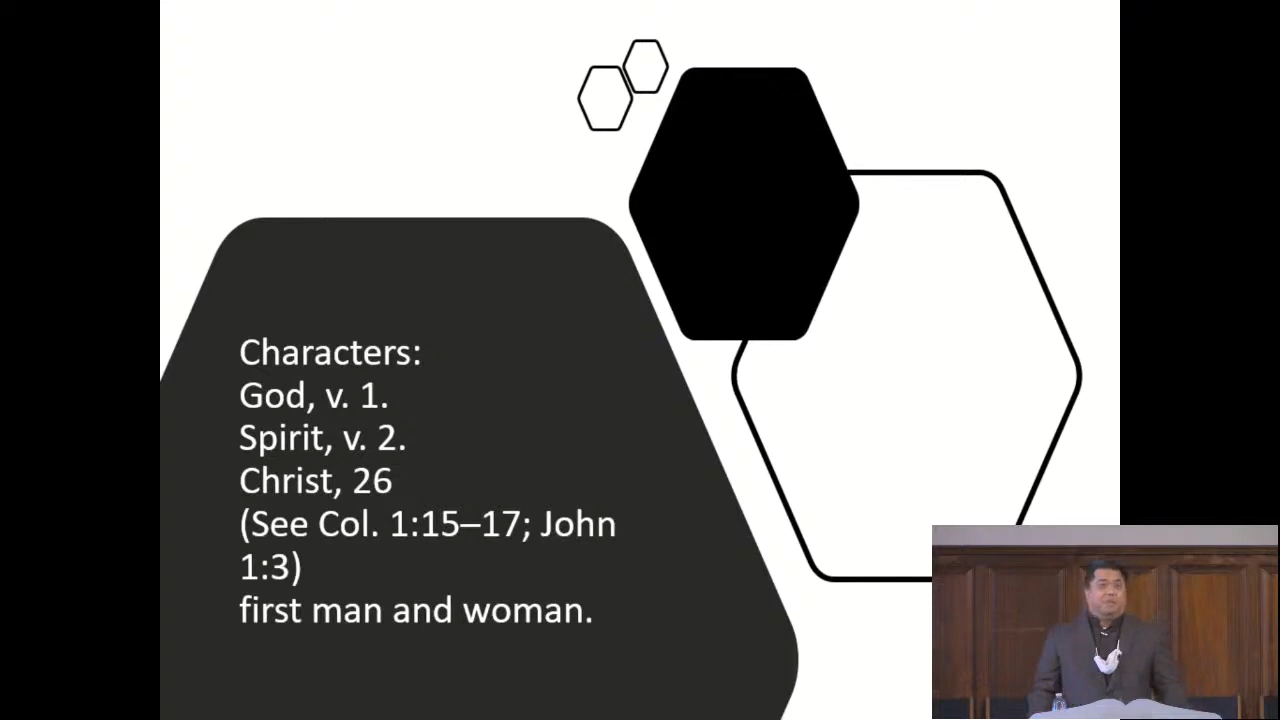 Characters:
God, v. 1.
Spirit, v. 2.
Christ, 26
(See Col. 1:15–17; John
1:3)
first man and woman.